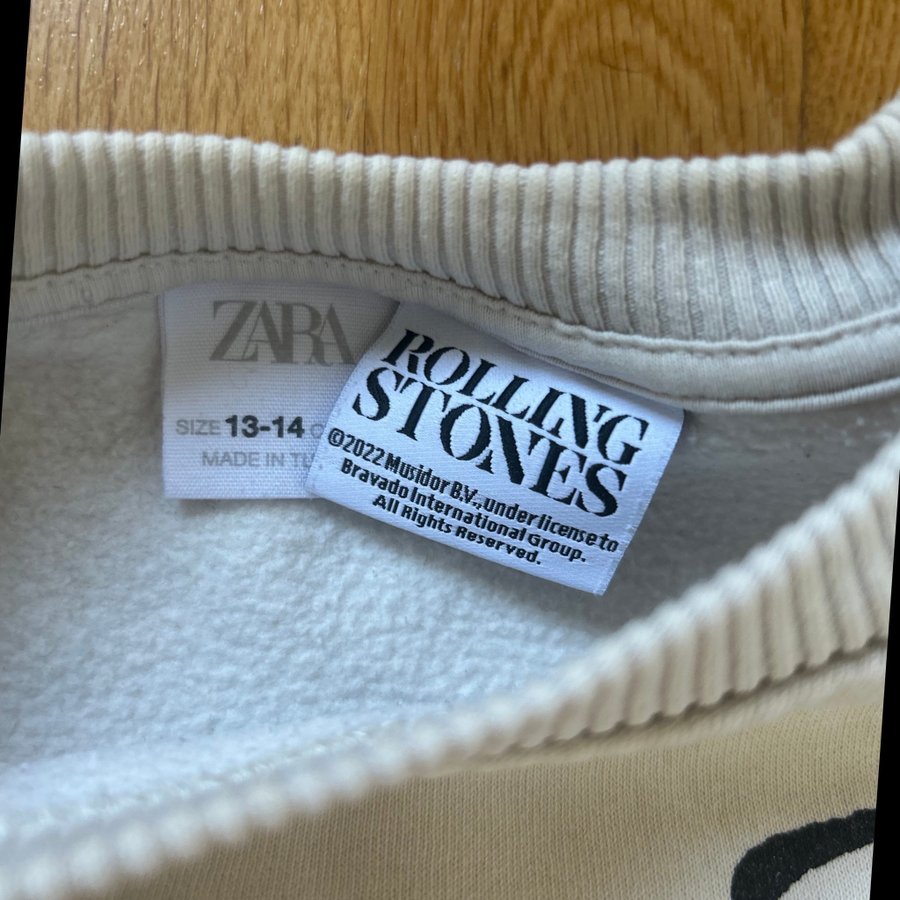 ZARA
SIZE 13-14
MADE IN
ROLLING
STONES
©2022 Musidor B.V., under license to
Bravado International Group.
All Rights Reserved.